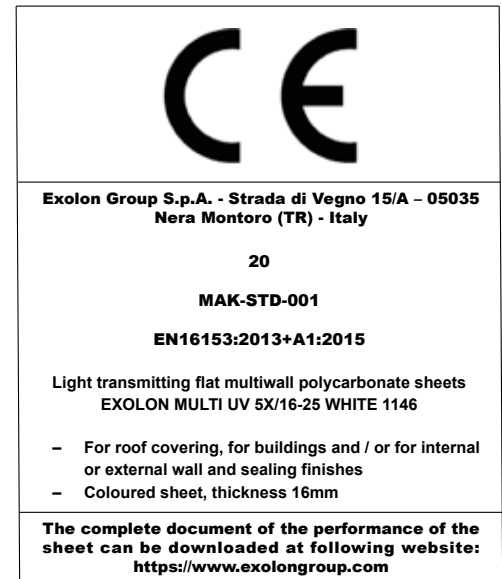 CE
Exolon Group S.p.A. - Strada di Vegno 15/A – 05035
Nera Montoro (TR) - Italy
20
MAK-STD-001
EN16153:2013+A1:2015
Light transmitting flat multiwall polycarbonate sheets
EXOLON MULTI UV 5X/16-25 WHITE 1146
– For roof covering, for buildings and / or for internal
or external wall and sealing finishes
– Coloured sheet, thickness 16mm
The complete document of the performance of the
sheet can be downloaded at following website:
https://www.exolongroup.com